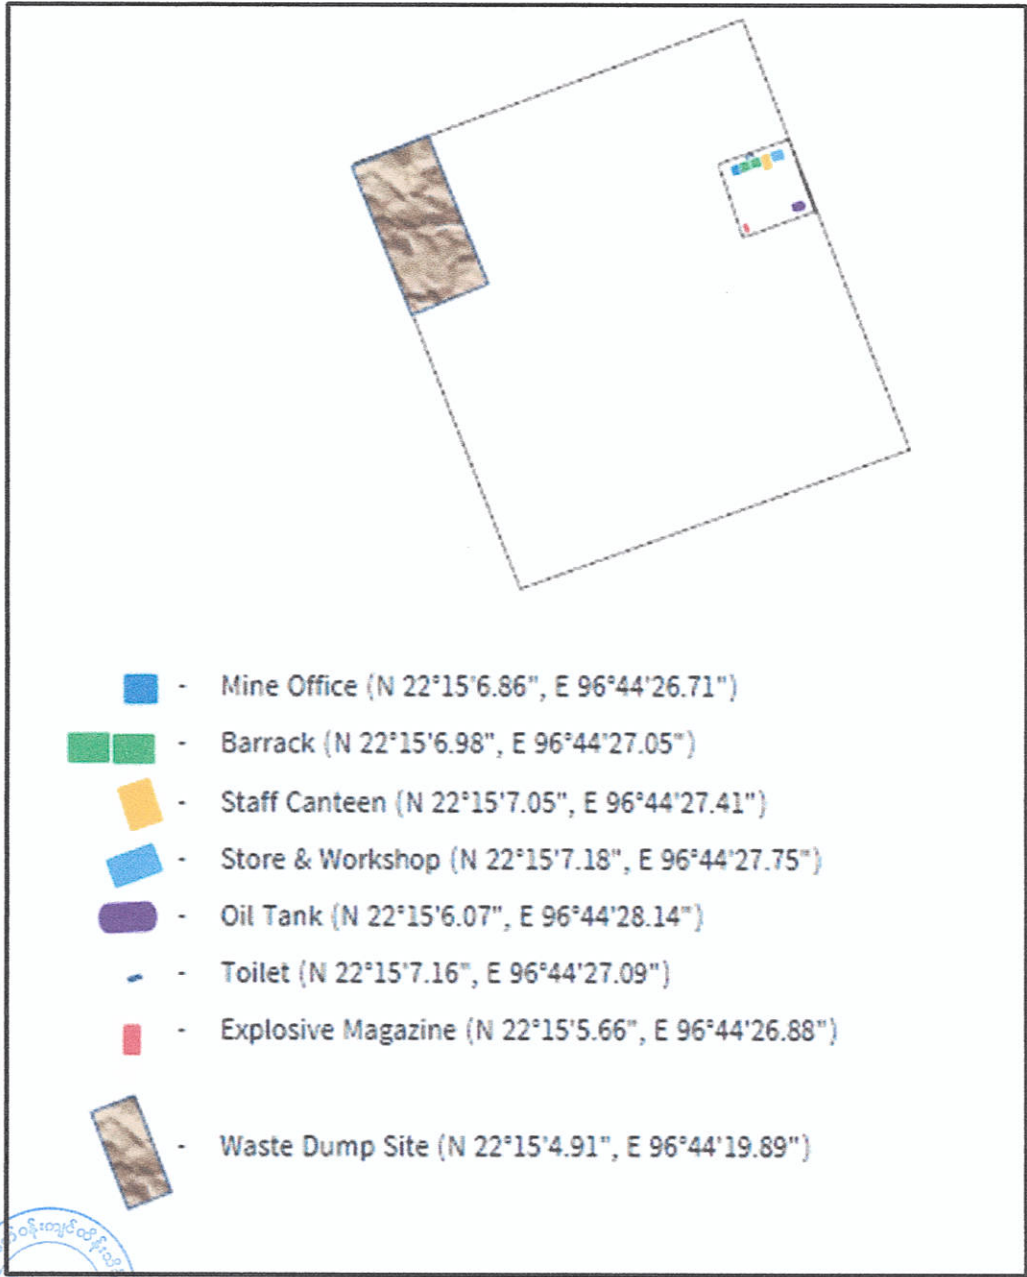 - Mine Office (N 22°15'6.86", E 96°44'26.71")
- Barrack (N 22°15'6.98", E 96°44'27.05")
- Staff Canteen (N 22°15'7.05", E 96°44'27.41")
- Store & Workshop (N 22°15'7.18", E 96°44'27.75")
- Oil Tank (N 22°15'6.07", E 96°44'28.14")
- Toilet (N 22°15'7.16", E 96°44'27.09")
- Explosive Magazine (N 22°15'5.66", E 96°44'26.88")
- Waste Dump Site (N 22°15'4.91", E 96°44'19.89")